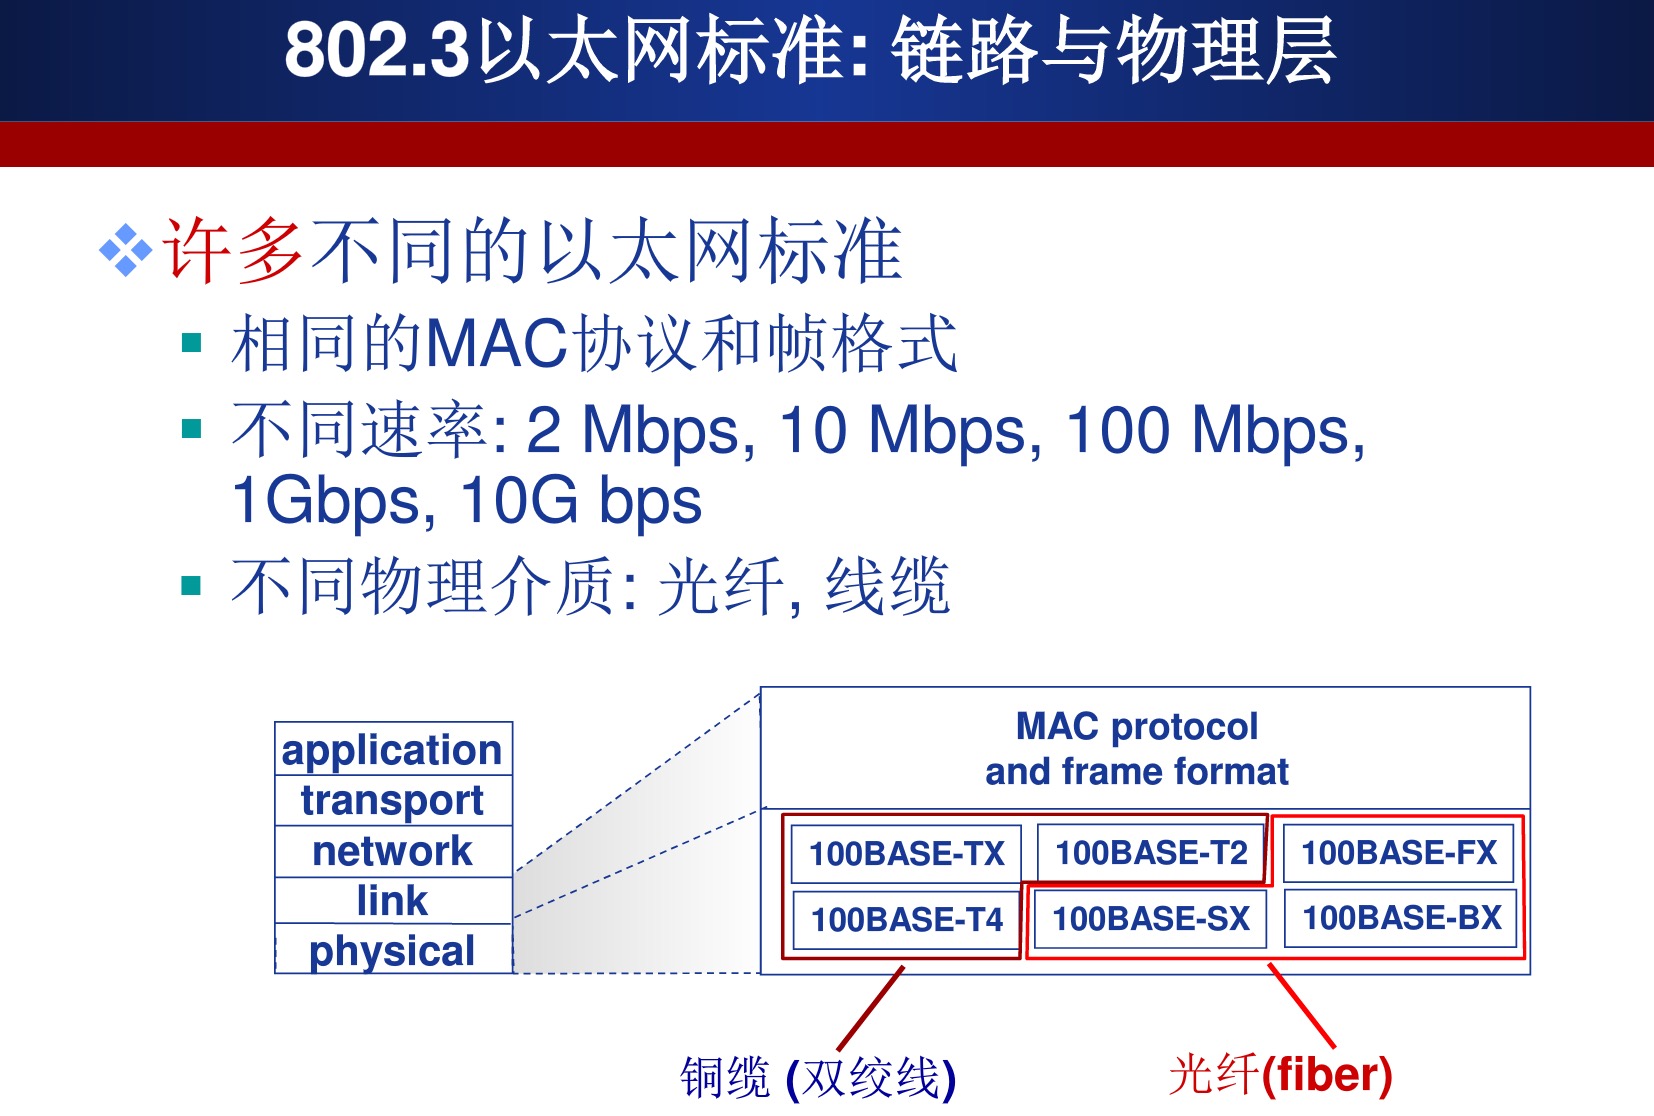 802.3以太网标准: 链路与物理层
许多不同的以太网标准
相同的MAC协议和帧格式
不同速率: 2 Mbps, 10 Mbps, 100 Mbps,
1Gbps, 10G bps
不同物理介质: 光纤, 线缆
application
transport
network
link
physical
MAC protocol
and frame format
100BASE-TX
100BASE-T2
100BASE-FX
100BASE-T4
100BASE-SX
100BASE-BX
铜缆 (双绞线)
光纤(fiber)